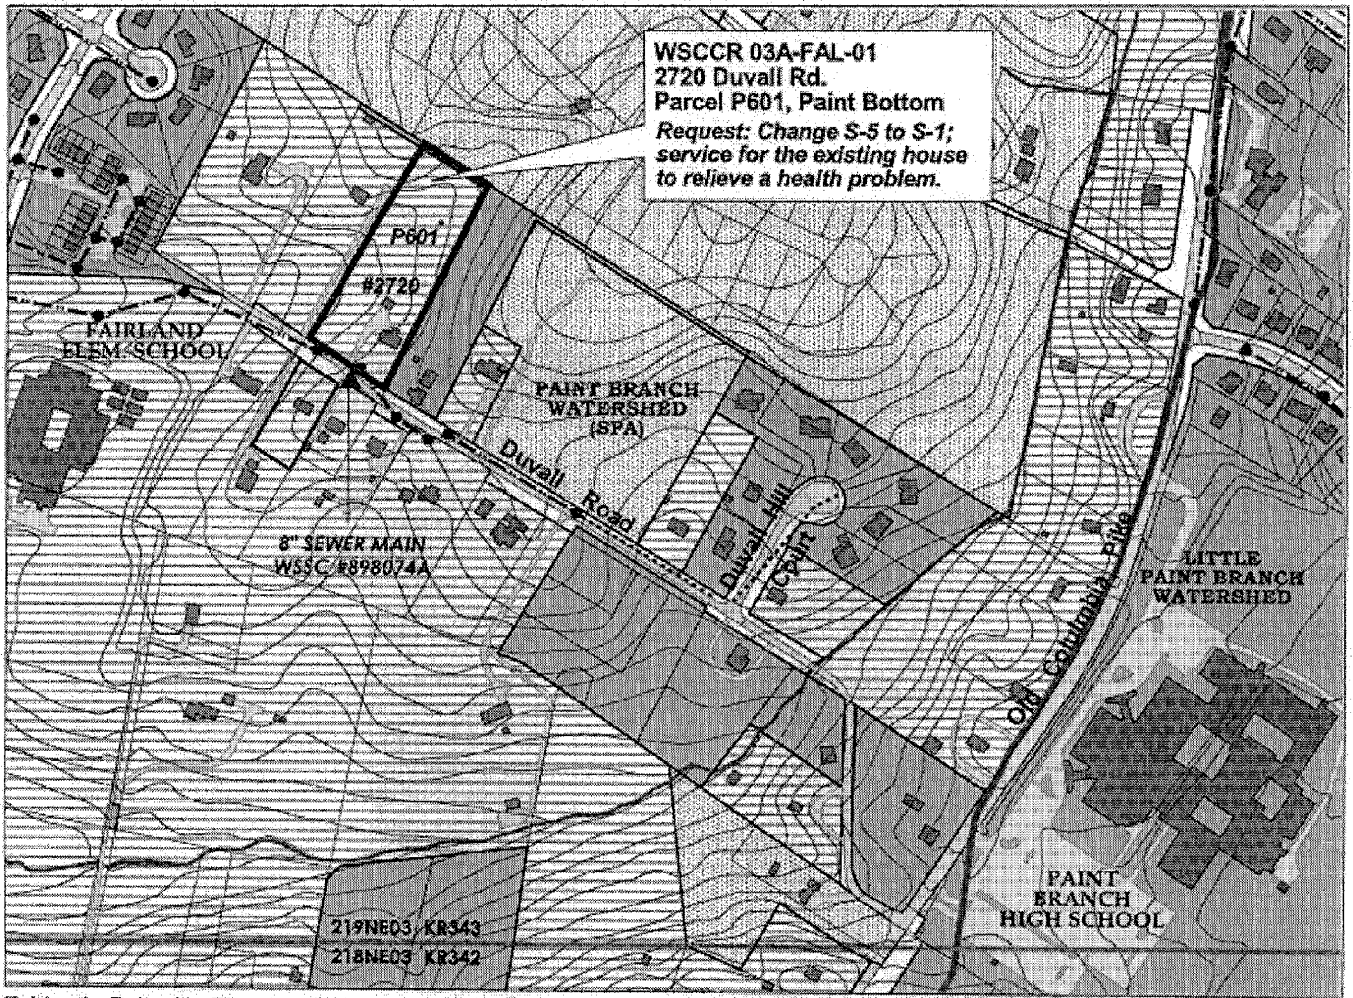 WSCCR 03A-FAL-01
2720 Duvall Rd.
Parcel P601, Paint Bottom
Request: Change S-5 to S-1;
service for the existing house
to relieve a health problem.
P601
#2720
FAIRLAND
ELEM. SCHOOL
PAINT BRANCH
WATERSHED
(SPA)
Duvall Road
8" SEWER MAIN
WSSC #898074A
Duvall Hill
Court
Old Columbia Pike
LITTLE
PAINT BRANCH
WATERSHED
PAINT
BRANCH
HIGH SCHOOL
219NE03 KR343
218NE03 KR342